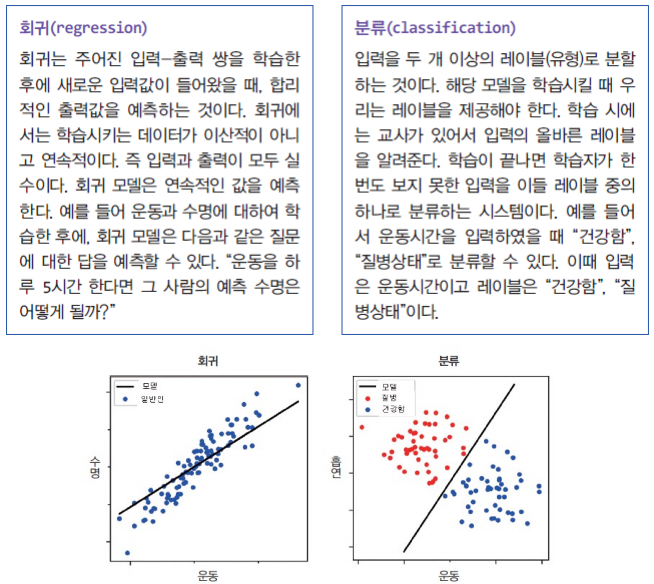 회귀(regression)
회귀는 주어진 입력-출력 쌍을 학습한
후에 새로운 입력값이 들어왔을 때, 합리
적인 출력값을 예측하는 것이다. 회귀에
서는 학습시키는 데이터가 이산적이 아니
고 연속적이다. 즉 입력과 출력이 모두 실
수이다. 회귀 모델은 연속적인 값을 예측
한다. 예를 들어 운동과 수명에 대하여 학
습한 후에, 회귀 모델은 다음과 같은 질문
에 대한 답을 예측할 수 있다. “운동을 하
루 5시간 한다면 그 사람의 예측 수명은
어떻게 될까?”
분류(classification)
입력을 두 개 이상의 레이블(유형)로 분할
하는 것이다. 해당 모델을 학습시킬 때 우
리는 레이블을 제공해야 한다. 학습 시에
는 교사가 있어서 입력의 올바른 레이블
을 알려준다. 학습이 끝나면 학습자가 한
번도 보지 못한 입력을 이들 레이블 중의
하나로 분류하는 시스템이다. 예를 들어
서 운동시간을 입력하였을 때 “건강함”,
“질병상태”로 분류할 수 있다. 이때 입력
은 운동시간이고 레이블은 “건강함”, “질
병상태”이다.
회귀
모델
일반인
수명
운동
분류
모델
질병
건강함
운동